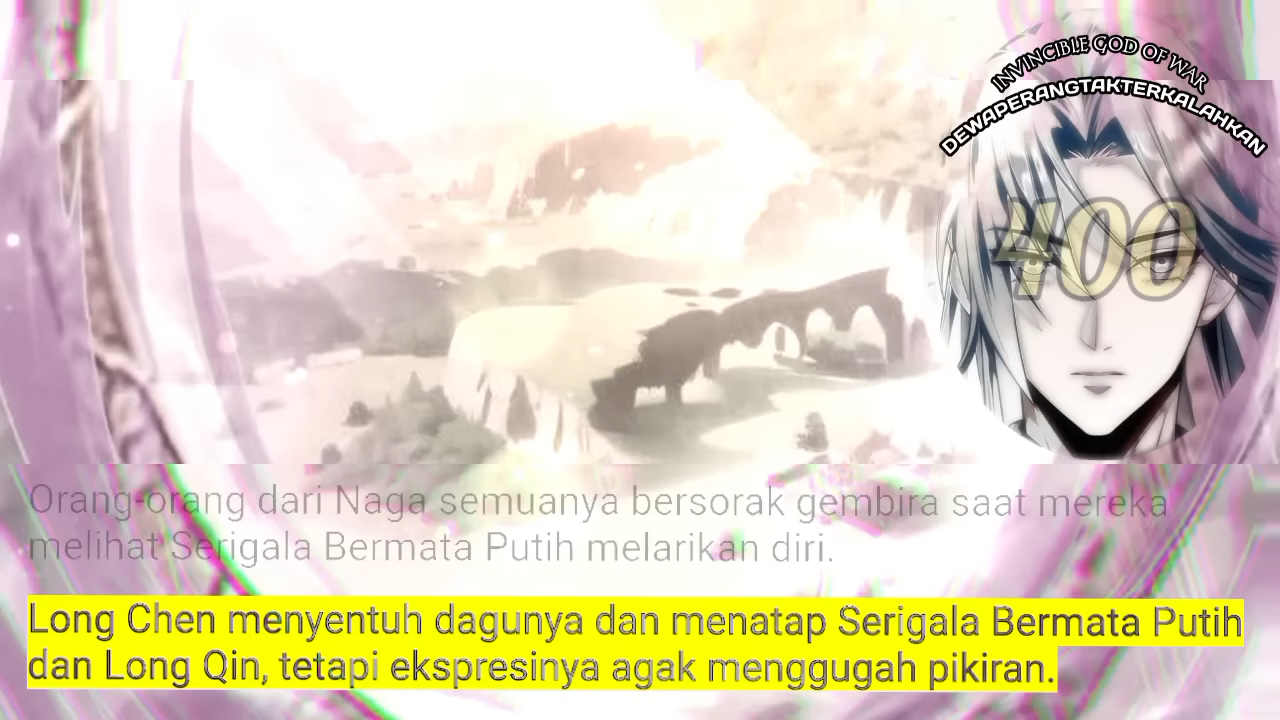 INVINCIBLE GOD OF WAR
DEWAPERANGTAKTERKALAHKAN
400
Orang-orang dari Naga semuanya bersorak gembira saat mereka
melihat Serigala Bermata Putih melarikan diri.
Long Chen menyentuh dagunya dan menatap Serigala Bermata Putih
dan Long Qin, tetapi ekspresinya agak menggugah pikiran.